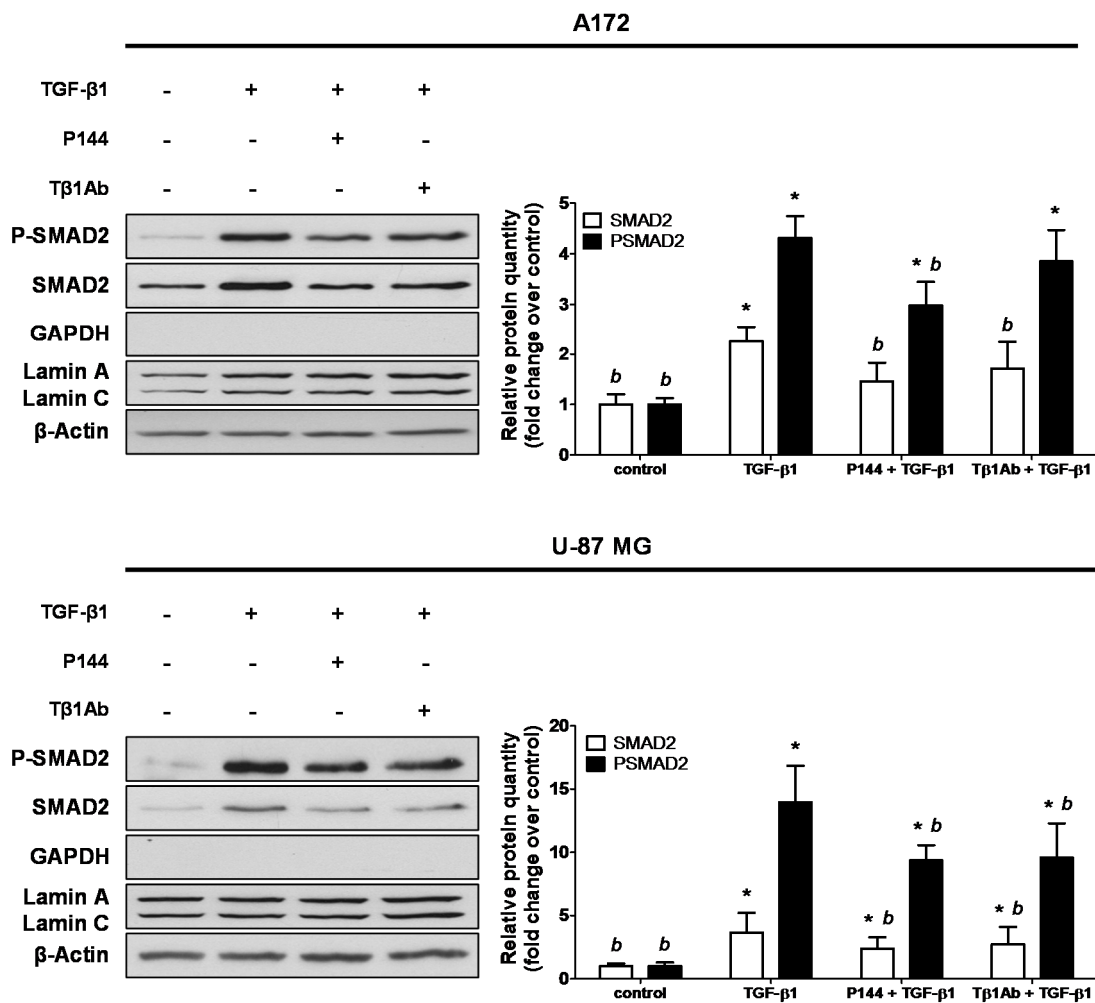 A172
TGF-β1 - + + +
P144 - - + -
Tβ1Ab - - - +
P-SMAD2
SMAD2
GAPDH
Lamin A
Lamin C
β-Actin
Relative protein quantity
(fold change over control)
5
4
3
2
1
0
SMAD2
PSMAD2
b b
* *
b * b
b *
control TGF-β1 P144 + TGF-β1 Tβ1Ab + TGF-β1
U-87 MG
TGF-β1 - + + +
P144 - - + -
Tβ1Ab - - - +
P-SMAD2
SMAD2
GAPDH
Lamin A
Lamin C
β-Actin
Relative protein quantity
(fold change over control)
20
15
10
5
0
SMAD2
PSMAD2
b b
* *
* b * b
* b * b
control TGF-β1 P144 + TGF-β1 Tβ1Ab + TGF-β1